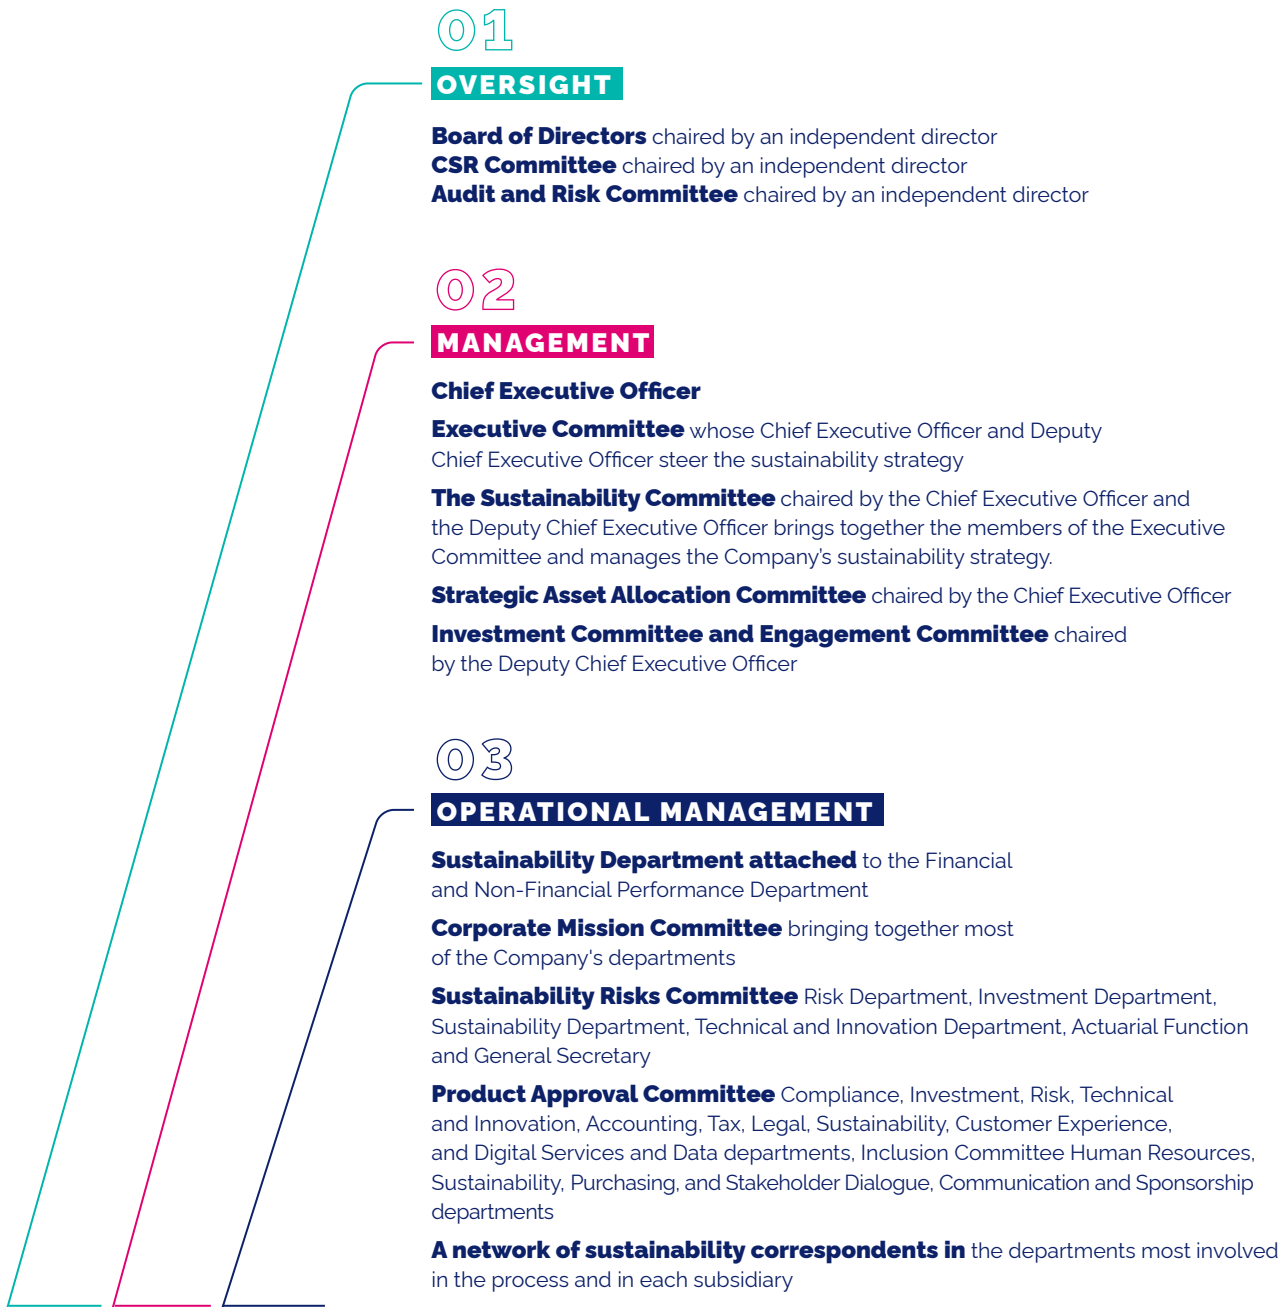 01
OVERSIGHT
Board of Directors chaired by an independent director
CSR Committee chaired by an independent director
Audit and Risk Committee chaired by an independent director
02
MANAGEMENT
Chief Executive Officer
Executive Committee whose Chief Executive Officer and Deputy
Chief Executive Officer steer the sustainability strategy
The Sustainability Committee chaired by the Chief Executive Officer and
the Deputy Chief Executive Officer brings together the members of the Executive
Committee and manages the Company’s sustainability strategy.
Strategic Asset Allocation Committee chaired by the Chief Executive Officer
Investment Committee and Engagement Committee chaired
by the Deputy Chief Executive Officer
03
OPERATIONAL MANAGEMENT
Sustainability Department attached to the Financial
and Non-Financial Performance Department
Corporate Mission Committee bringing together most
of the Company's departments
Sustainability Risks Committee Risk Department, Investment Department,
Sustainability Department, Technical and Innovation Department, Actuarial Function
and General Secretary
Product Approval Committee Compliance, Investment, Risk, Technical
and Innovation, Accounting, Tax, Legal, Sustainability, Customer Experience,
and Digital Services and Data departments, Inclusion Committee Human Resources,
Sustainability, Purchasing, and Stakeholder Dialogue, Communication and Sponsorship
departments
A network of sustainability correspondents in the departments most involved
in the process and in each subsidiary